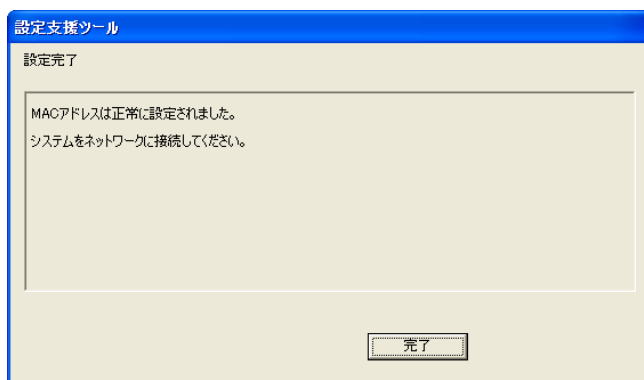 設定支援ツール
設定完了
MACアドレスは正常に設定されました。
システムをネットワークに接続してください。
完了